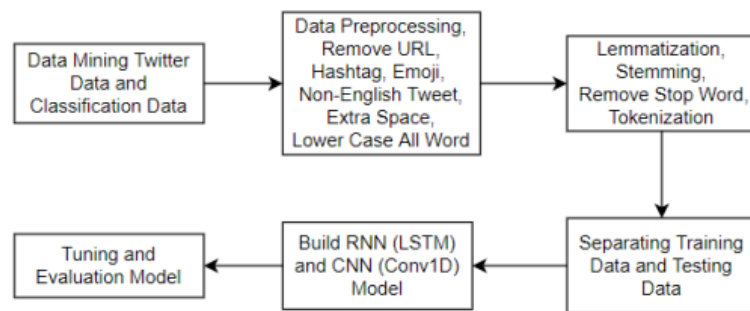 Data Mining Twitter
Data and
Classification Data
Data Preprocessing,
Remove URL,
Hashtag, Emoji,
Non-English Tweet,
Extra Space,
Lower Case All Word
Lemmatization,
Stemming,
Remove Stop Word,
Tokenization
Separating Training
Data and Testing
Data
Build RNN (LSTM)
and CNN (Conv1D)
Model
Tuning and
Evaluation Model